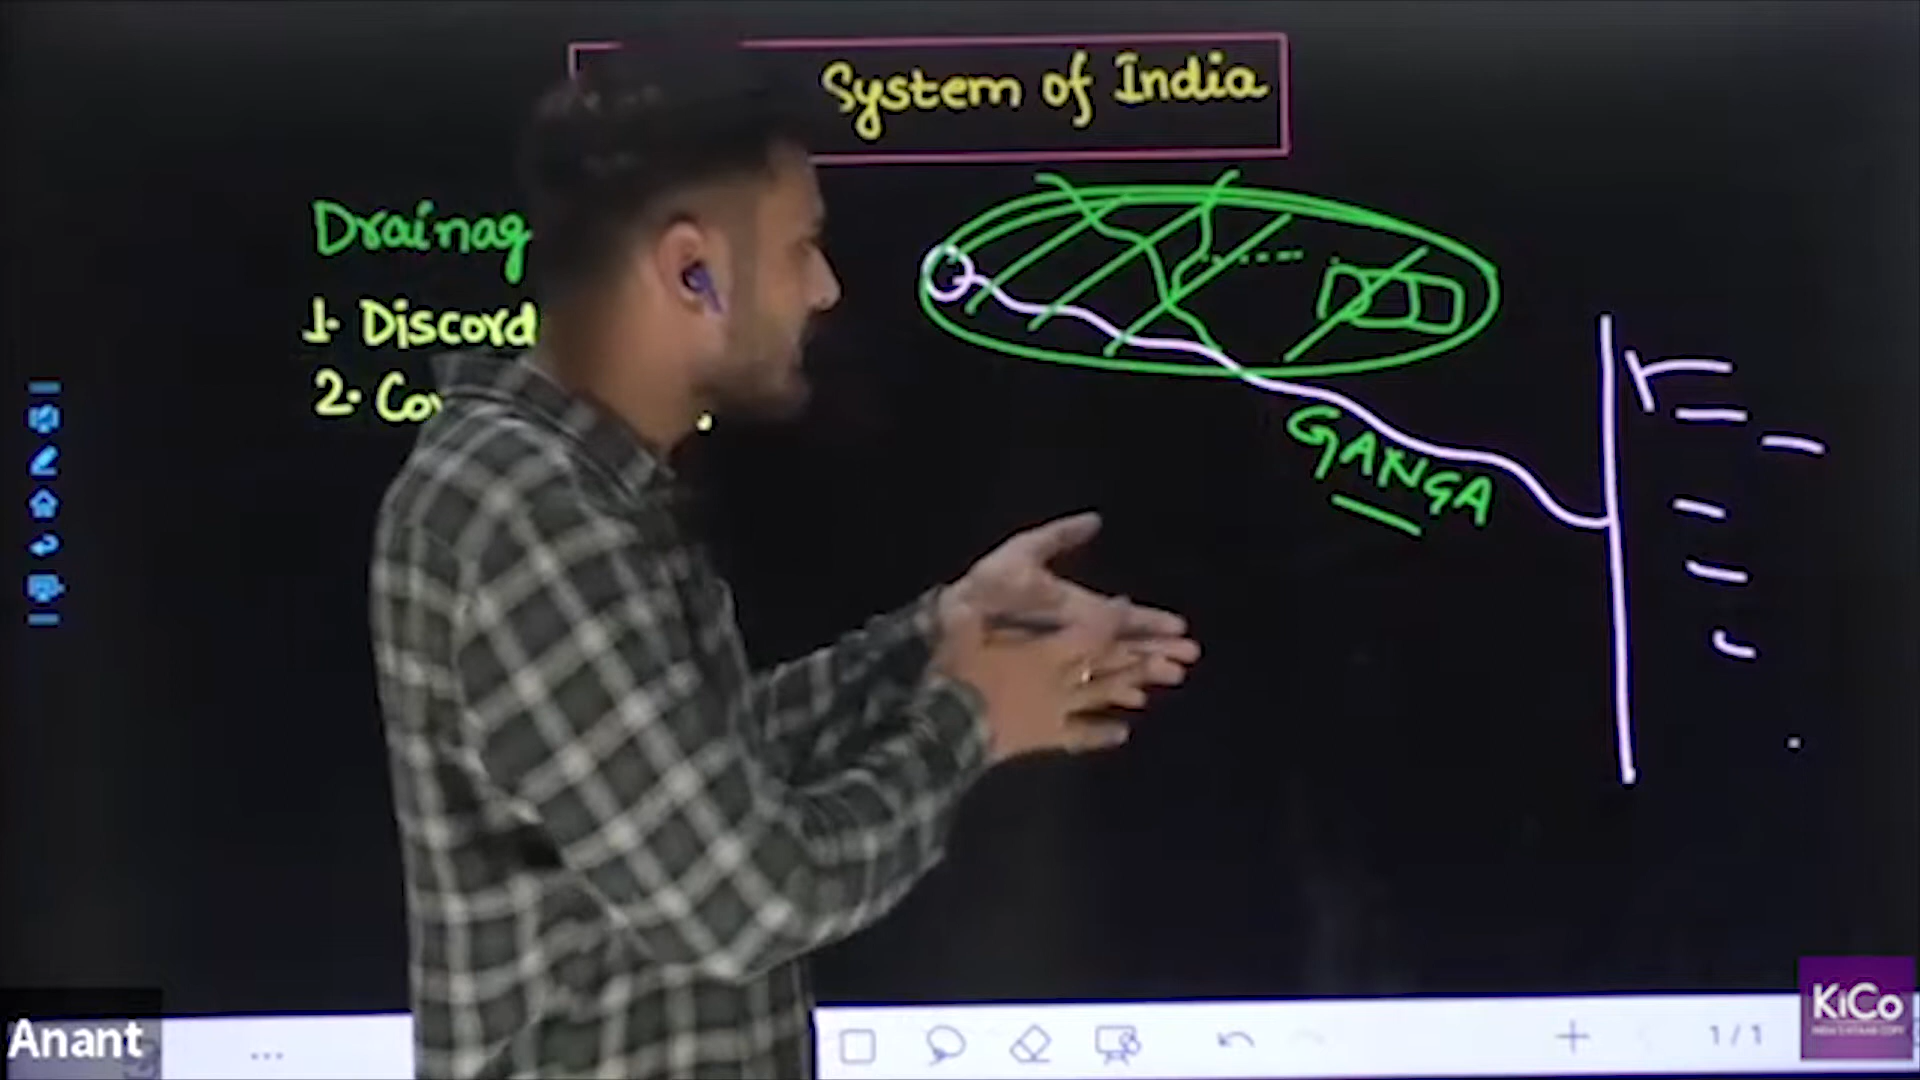 System of India
Drainag
1. Discord
2. Co
GANGA
Anant
1/1
KiCo